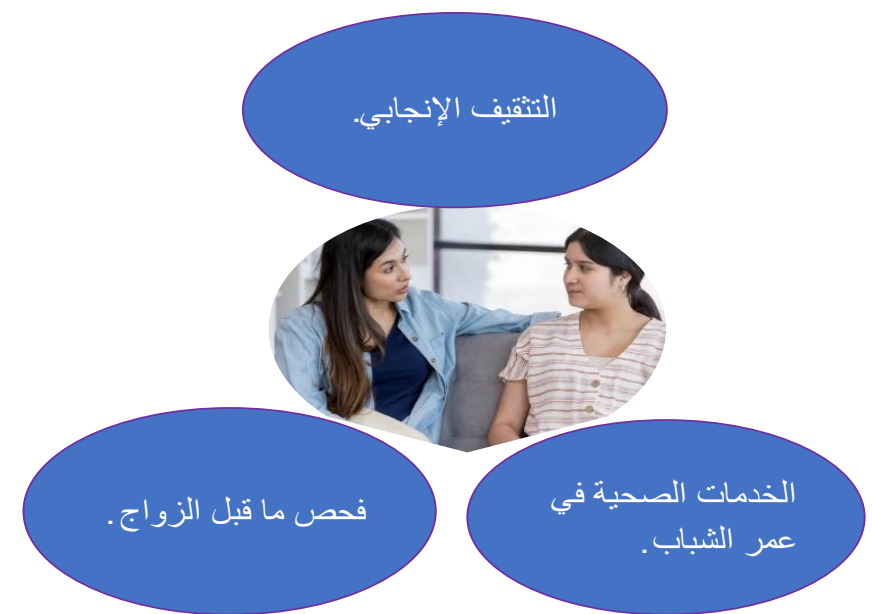 التثقيف الإنجابي.
الخدمات الصحية في
عمر الشباب.
فحص ما قبل الزواج.